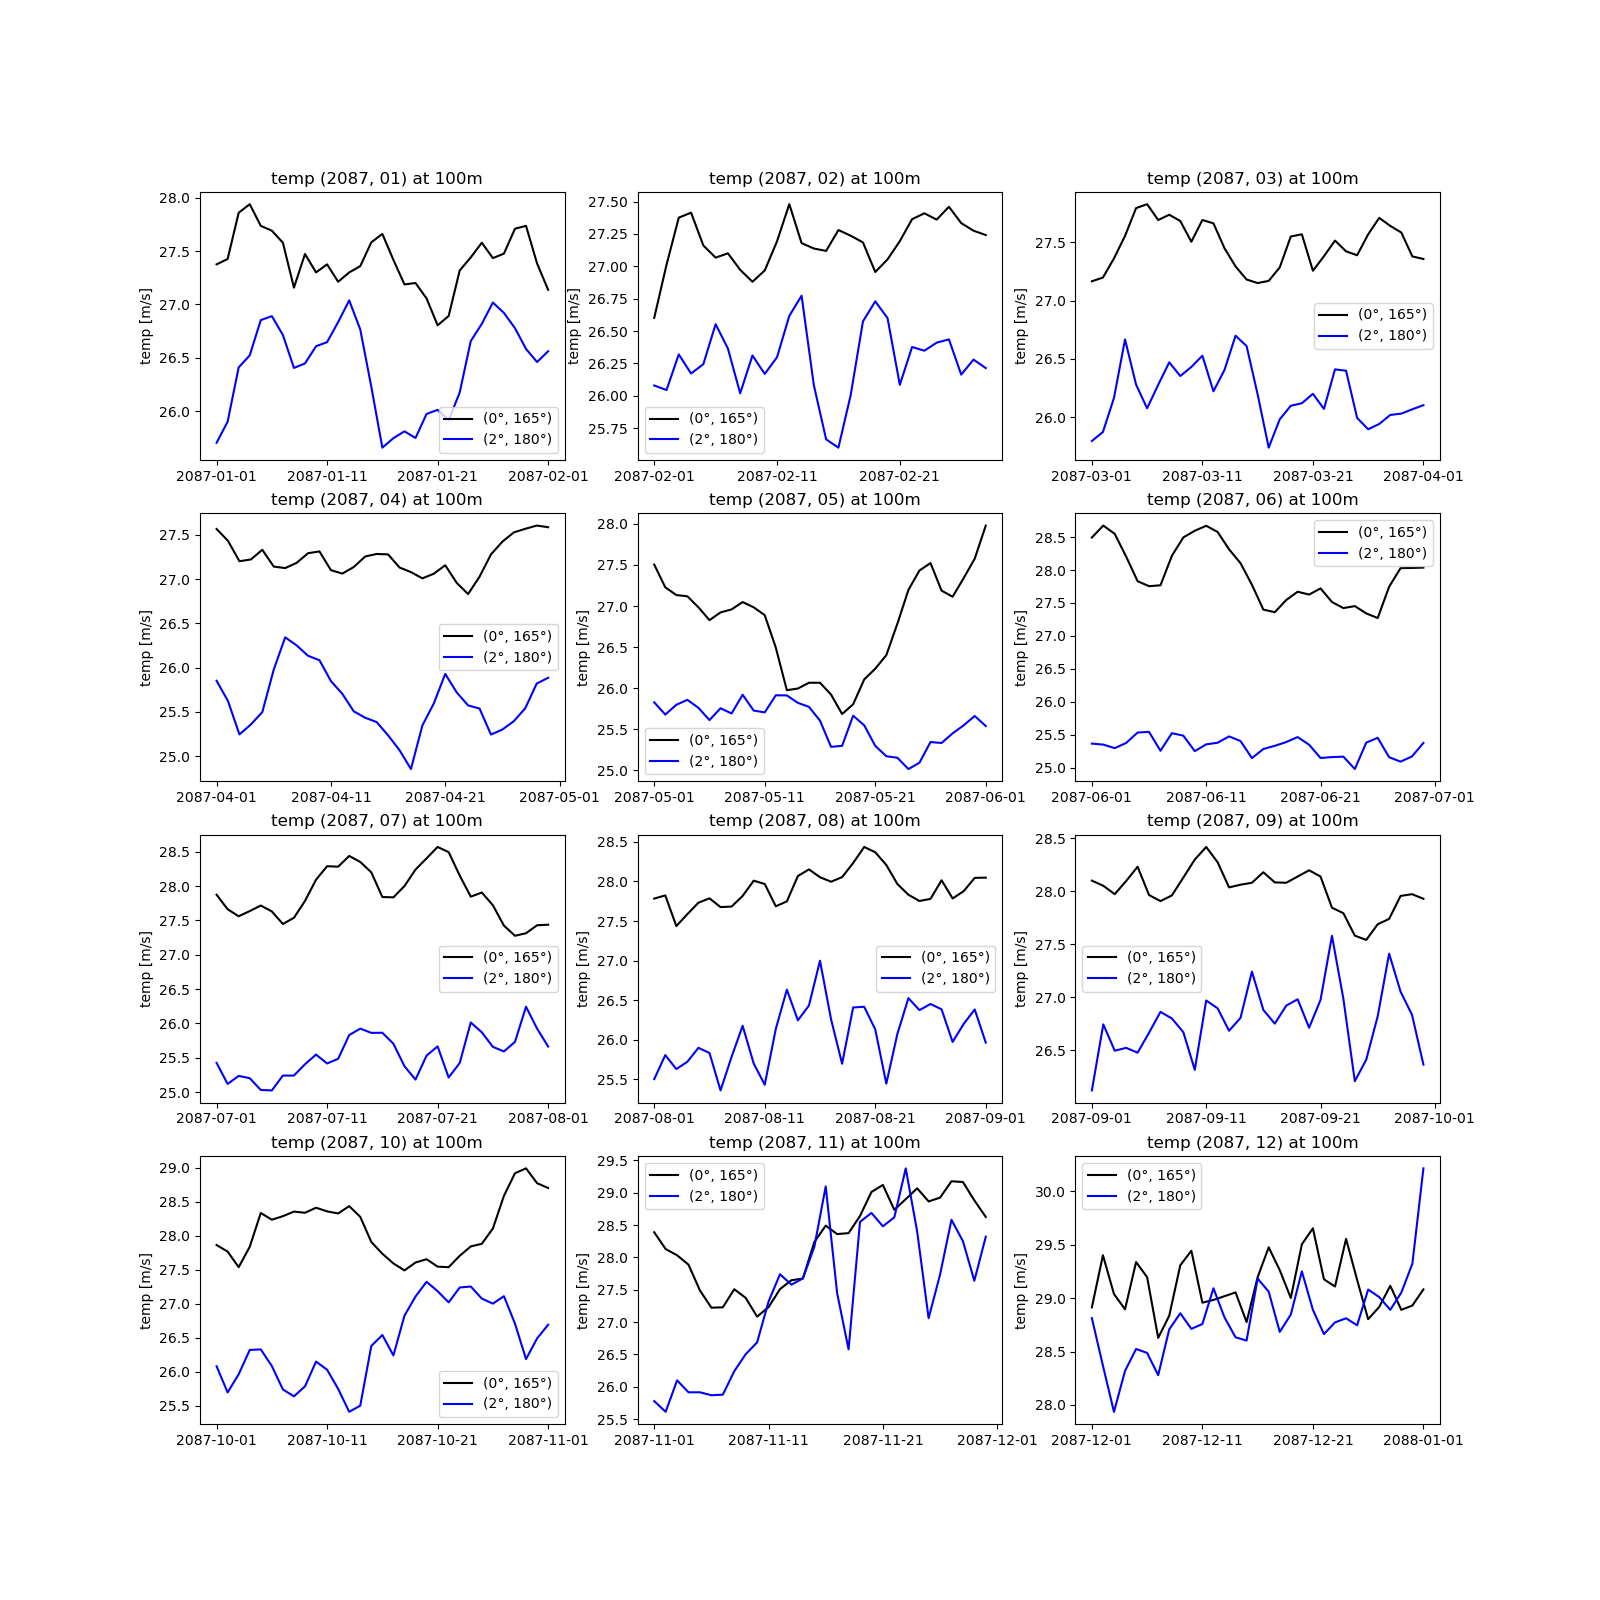 temp (2087, 01) at 100m
temp [m/s]
28.0
27.5
27.0
26.5
26.0
(0°, 165°)
(2°, 180°)
2087-01-01 2087-01-11 2087-01-21 2087-02-01
temp (2087, 02) at 100m
temp [m/s]
27.50
27.25
27.00
26.75
26.50
26.25
26.00
25.75
(0°, 165°)
(2°, 180°)
2087-02-01 2087-02-11 2087-02-21
temp (2087, 03) at 100m
temp [m/s]
27.5
27.0
26.5
26.0
(0°, 165°)
(2°, 180°)
2087-03-01 2087-03-11 2087-03-21 2087-04-01
temp (2087, 04) at 100m
temp [m/s]
27.5
27.0
26.5
26.0
25.5
25.0
(0°, 165°)
(2°, 180°)
2087-04-01 2087-04-11 2087-04-21 2087-05-01
temp (2087, 05) at 100m
temp [m/s]
28.0
27.5
27.0
26.5
26.0
25.5
25.0
(0°, 165°)
(2°, 180°)
2087-05-01 2087-05-11 2087-05-21 2087-06-01
temp (2087, 06) at 100m
temp [m/s]
28.5
28.0
27.5
27.0
26.5
26.0
25.5
25.0
(0°, 165°)
(2°, 180°)
2087-06-01 2087-06-11 2087-06-21 2087-07-01
temp (2087, 07) at 100m
temp [m/s]
28.5
28.0
27.5
27.0
26.5
26.0
25.5
25.0
(0°, 165°)
(2°, 180°)
2087-07-01 2087-07-11 2087-07-21 2087-08-01
temp (2087, 08) at 100m
temp [m/s]
28.5
28.0
27.5
27.0
26.5
26.0
25.5
(0°, 165°)
(2°, 180°)
2087-08-01 2087-08-11 2087-08-21 2087-09-01
temp (2087, 09) at 100m
temp [m/s]
28.5
28.0
27.5
27.0
26.5
(0°, 165°)
(2°, 180°)
2087-09-01 2087-09-11 2087-09-21 2087-10-01
temp (2087, 10) at 100m
temp [m/s]
29.0
28.5
28.0
27.5
27.0
26.5
26.0
25.5
(0°, 165°)
(2°, 180°)
2087-10-01 2087-10-11 2087-10-21 2087-11-01
temp (2087, 11) at 100m
temp [m/s]
29.5
29.0
28.5
28.0
27.5
27.0
26.5
26.0
25.5
(0°, 165°)
(2°, 180°)
2087-11-01 2087-11-11 2087-11-21 2087-12-01
temp (2087, 12) at 100m
temp [m/s]
30.0
29.5
29.0
28.5
28.0
(0°, 165°)
(2°, 180°)
2087-12-01 2087-12-11 2087-12-21 2088-01-01